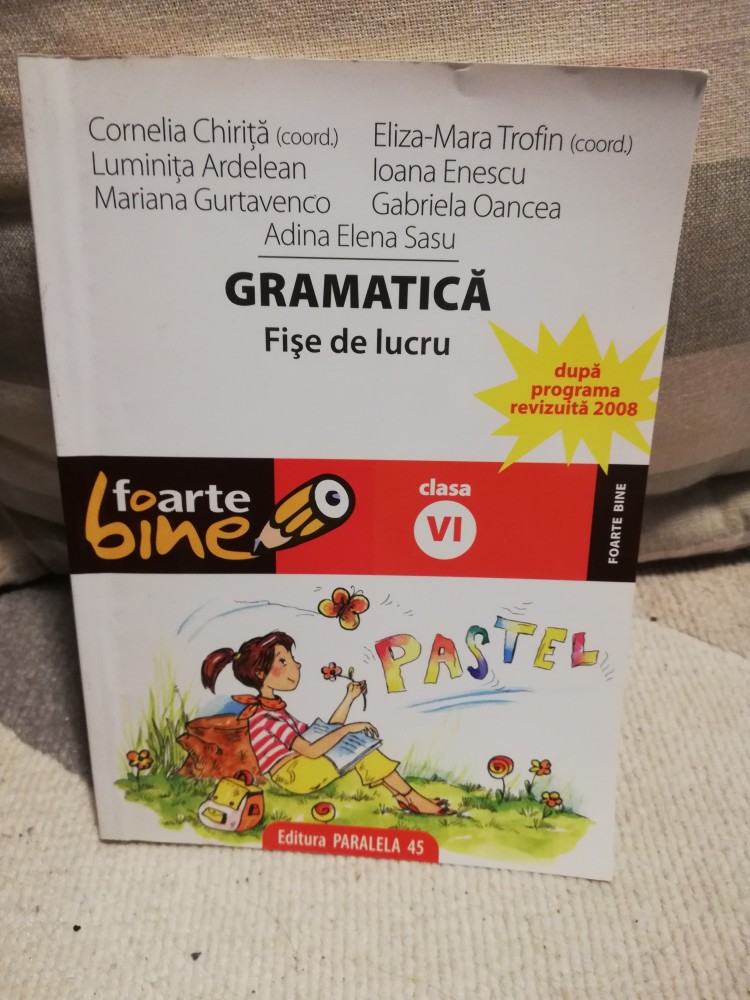 Cornelia Chiriță (coord.) Eliza-Mara Trofin (coord.)
Luminița Ardelean Ioana Enescu
Mariana Gurtavenco Gabriela Oancea
Adina Elena Sasu
GRAMATICĂ
Fişe de lucru
după
programa
revizuită 2008
foarte
bine
clasa
VI
FOARTE BINE
PASTEL
Editura PARALELA 45